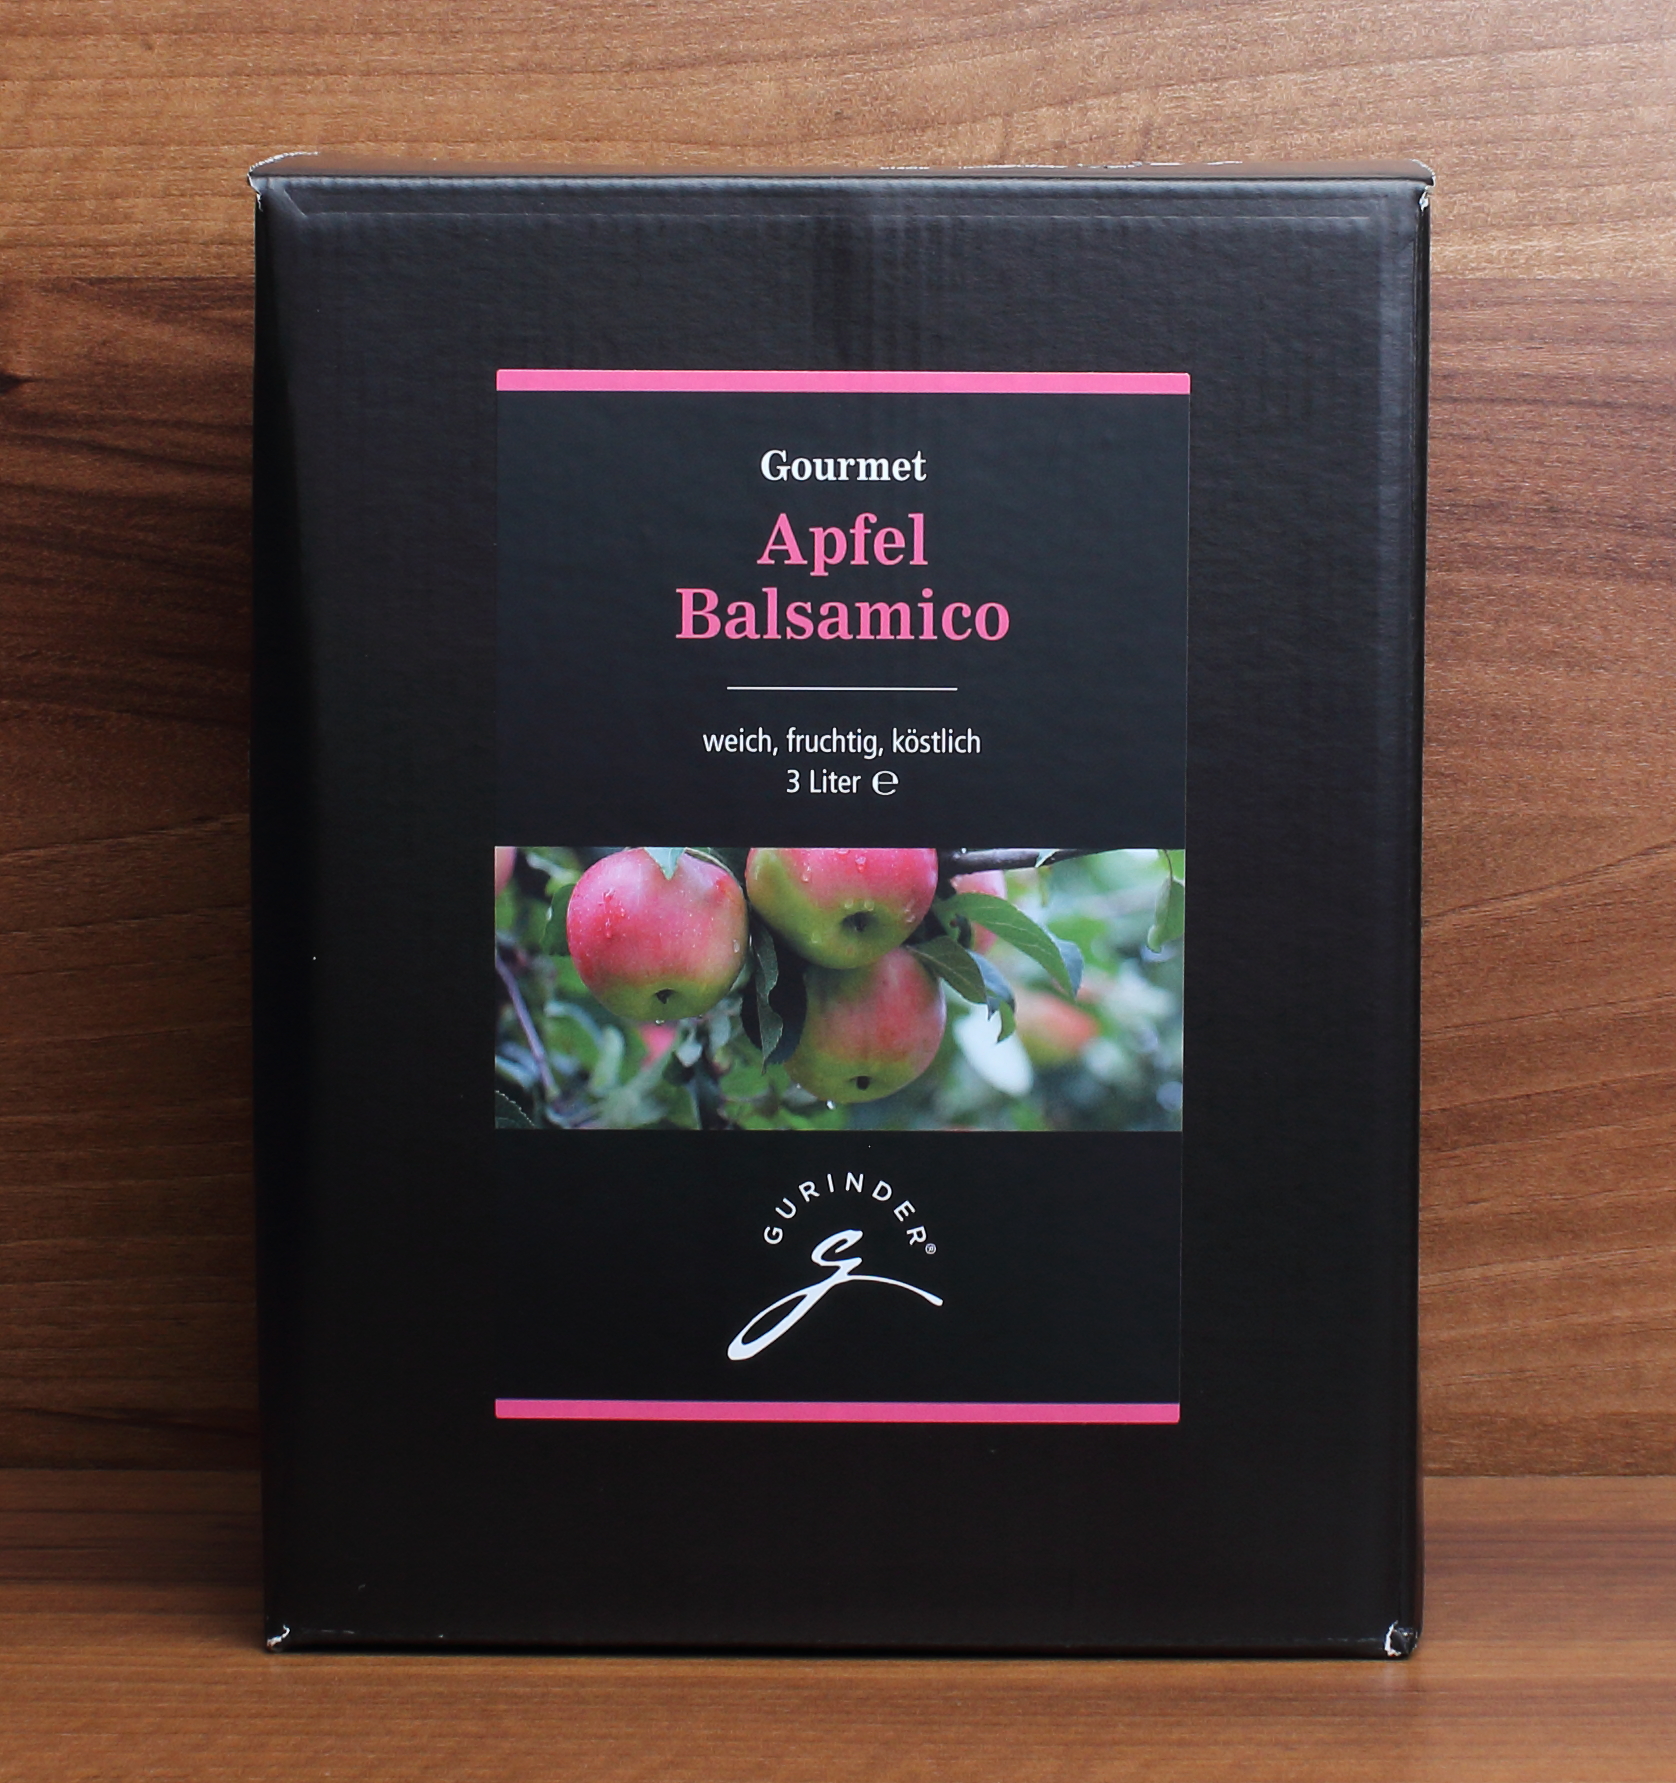 Gourmet
Apfel
Balsamico
weich, fruchtig, köstlich
3 Liter ℮
GURINDER®
g